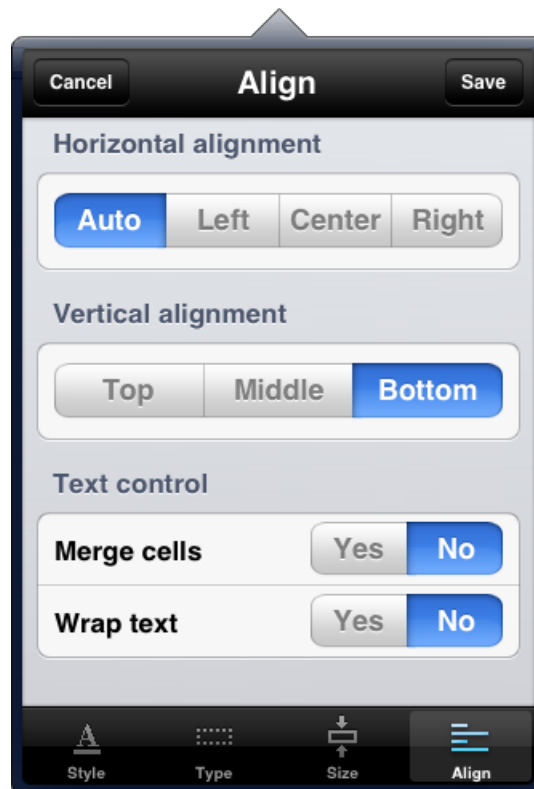 Cancel Align Save
Horizontal alignment
Auto Left Center Right
Vertical alignment
Top Middle Bottom
Text control
Merge cells Yes No
Wrap text Yes No
A
Style Type Size Align